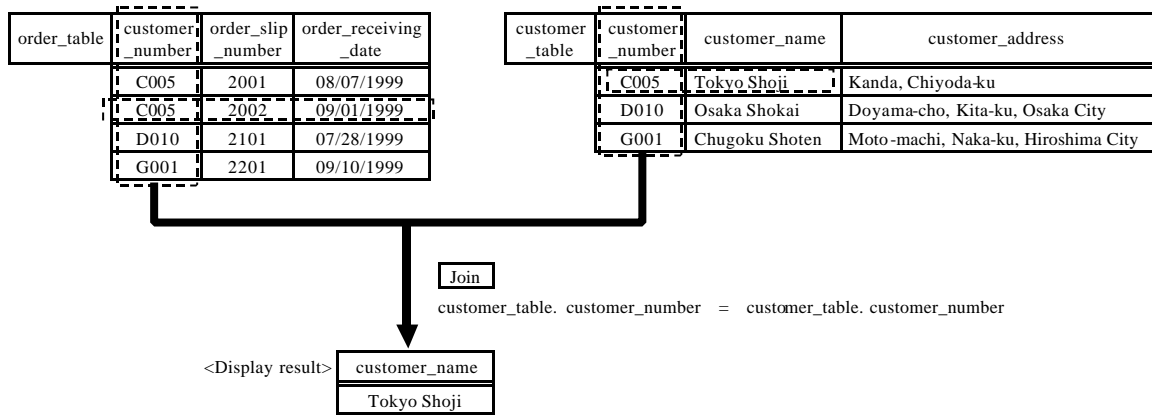 order_table customer_number order_slip_number order_receiving_date
C005 2001 08/07/1999
C005 2002 09/01/1999
D010 2101 07/28/1999
G001 2201 09/10/1999
customer_table customer_number customer_name customer_address
C005 Tokyo Shoji Kanda, Chiyoda-ku
D010 Osaka Shokai Doyama-cho, Kita-ku, Osaka City
G001 Chugoku Shoten Moto-machi, Naka-ku, Hiroshima City
Join
customer_table. customer_number = customer_table. customer_number
<Display result> customer_name
Tokyo Shoji